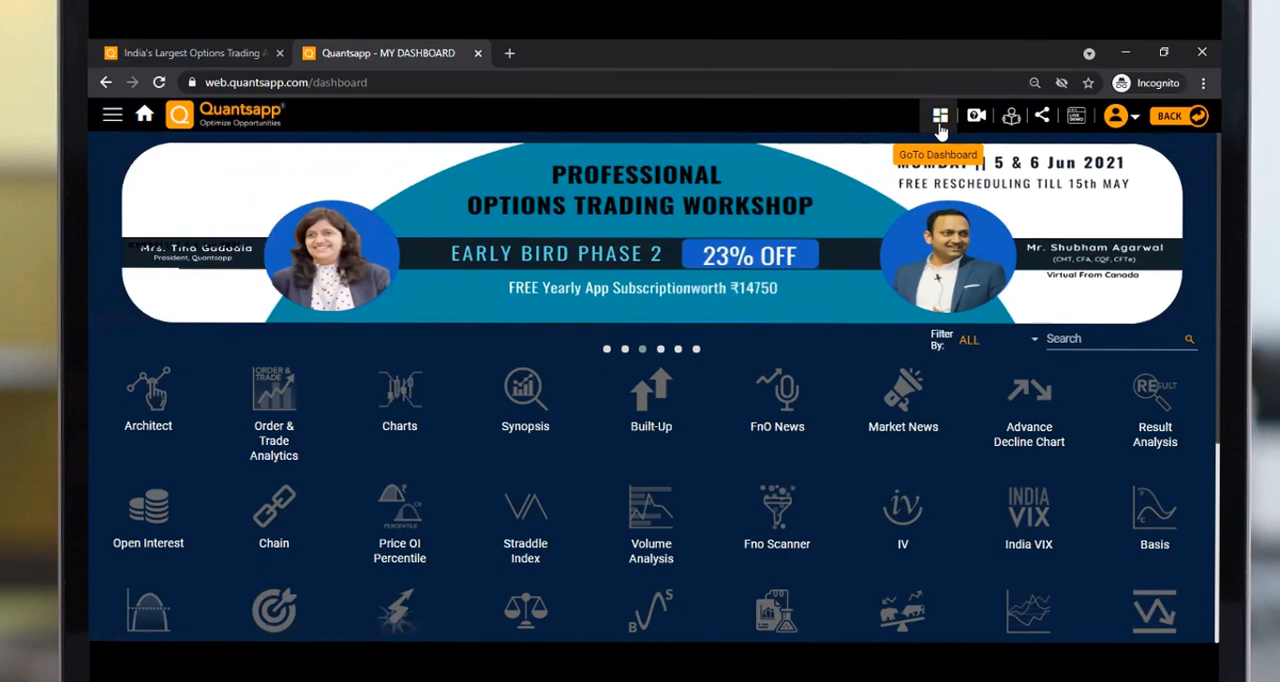 India's Largest Options Trading
Quantsapp - MY DASHBOARD
web.quantsapp.com/dashboard
Incognito
Quantsapp
Optimize Opportunities
LIVE DEMO
BACK
GoTo Dashboard
5 & 6 Jun 2021
FREE RESCHEDULING TILL 15th MAY
PROFESSIONAL
OPTIONS TRADING WORKSHOP
EARLY BIRD PHASE 2
23% OFF
FREE Yearly App Subscriptionworth ₹14750
President, Quantsapp
Mr. Shubham Agarwal
(CMT, CFA, CQF, CFTe)
Virtual From Canada
Filter
By:
ALL
Search
ORDER &
TRADE
RESULT
Architect
Order &
Trade
Analytics
Charts
Synopsis
Built-Up
FnO News
Market News
Advance
Decline Chart
Result
Analysis
PERCENTILE
iv
INDIA
VIX
Open Interest
Chain
Price OI
Percentile
Straddle
Index
Volume
Analysis
Fno Scanner
IV
India VIX
Basis
B
S